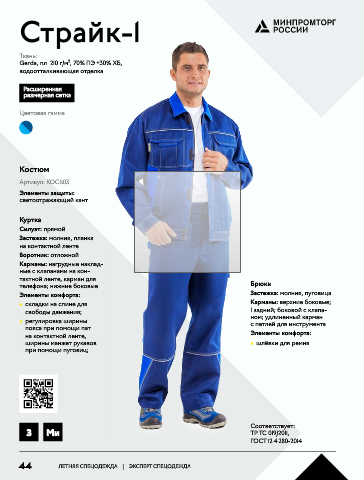 Страйк-1
МИНПРОМТОРГ
РОССИИ
Ткань:
Gerda, пл. 210 г/м², 70% ПЭ +30% ХБ,
водоотталкивающая отделка
Расширенная
размерная сетка
Цветовая гамма
Костюм
Артикул: КОС1103
Элементы защиты:
светоотражающий кант
Куртка
Силуэт: прямой
Застежка: молния, планка
на контактной ленте
Воротник: отложной
Карманы: нагрудные наклад-
ные с клапанами на кон-
тактной ленте, карман для
телефона; нижние боковые
Элементы комфорта:
складки на спине для
свободы движения;
регулировка ширины
пояса при помощи пат
на контактной ленте,
ширины манжет рукавов
при помощи пуговиц
Брюки
Застежка: молния, пуговица
Карманы: верхние боковые;
1 задний; боковой с клапа-
ном; удлиненный карман
с петлей для инструмента
Элементы комфорта:
шлёвки для ремня
З
Ми
Соответствует:
ТР ТС 019/2011,
ГОСТ 12.4.280-2014
44
ЛЕТНЯЯ СПЕЦОДЕЖДА | ЭКСПЕРТ СПЕЦОДЕЖДА